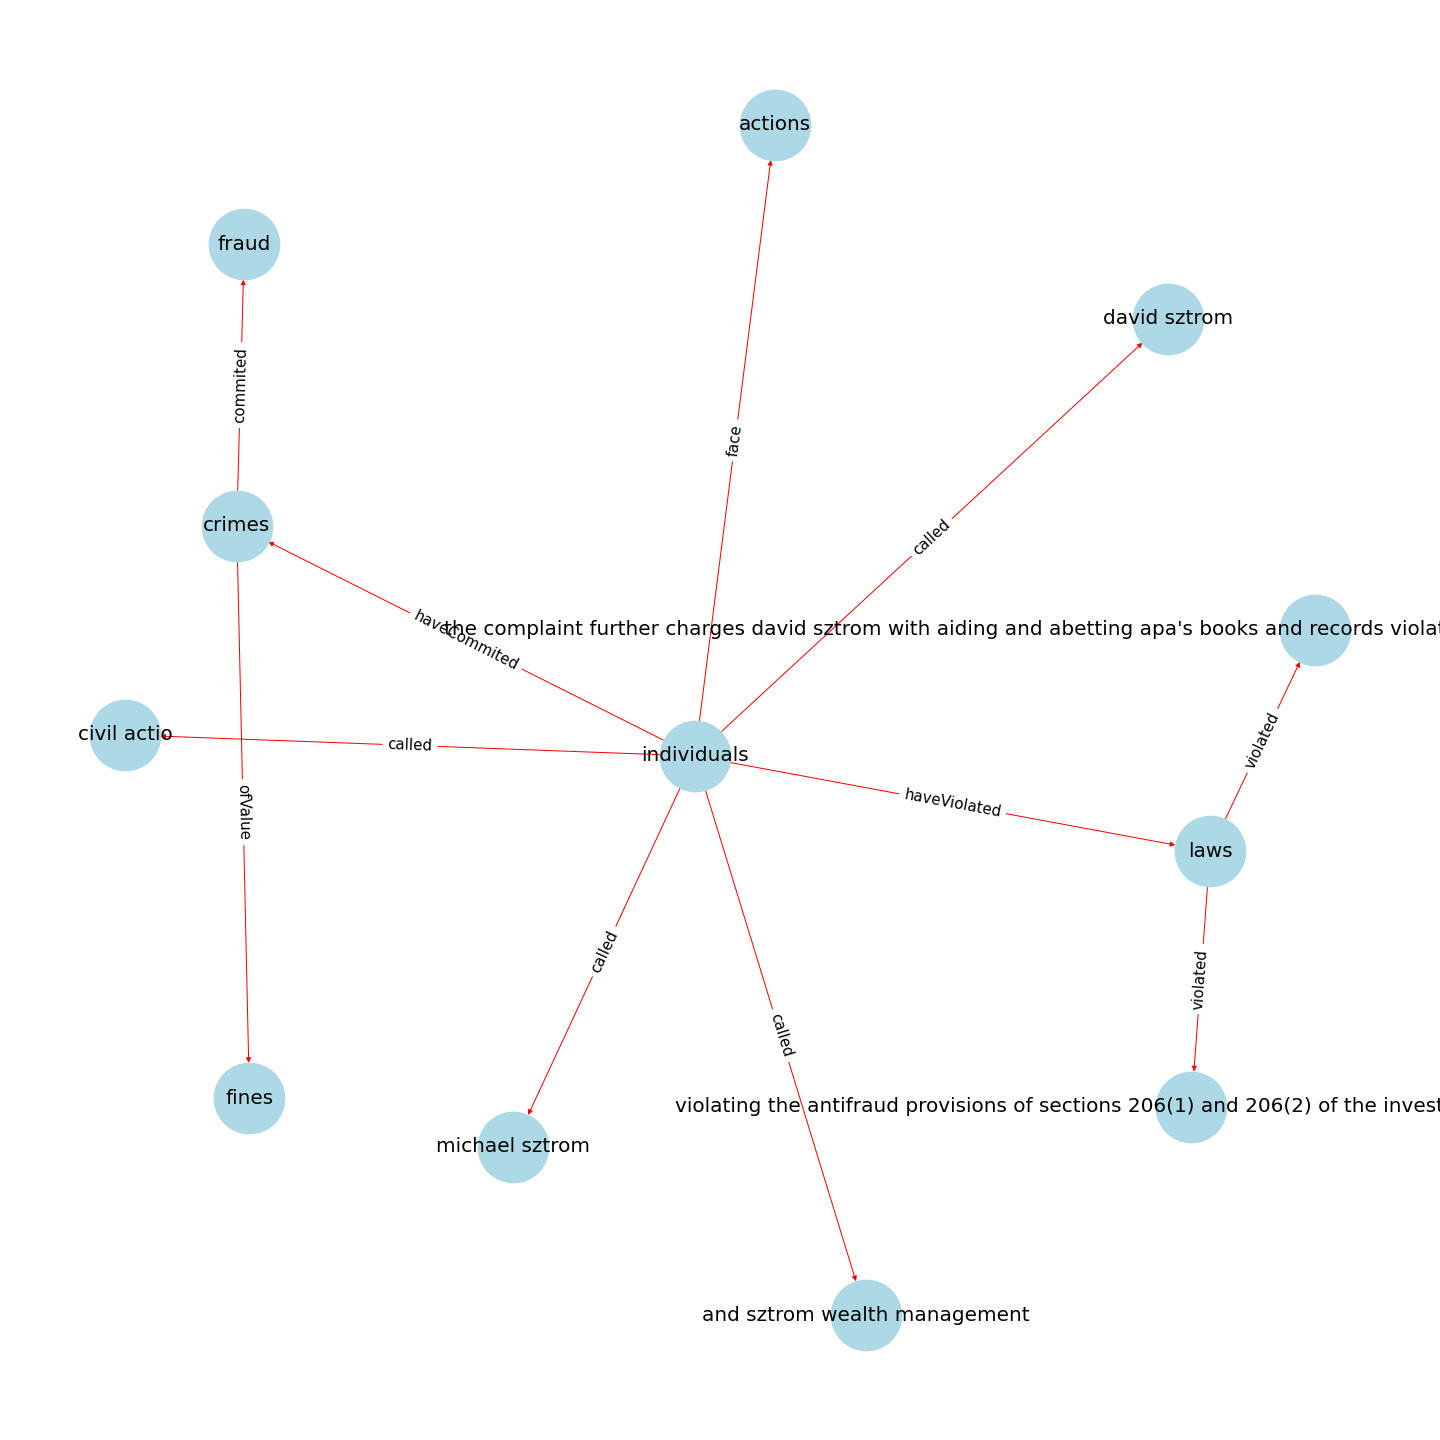 actions
fraud
david sztrom
commited
face
crimes
called
haveCommited
the complaint further charges david sztrom with aiding and abetting apa's books and records
civil actio
called
individuals
violated
ofValue
haveViolated
laws
called
violated
called
fines
violating the antifraud provisions of sections 206(1) and 206(2) of the
michael sztrom
and sztrom wealth management